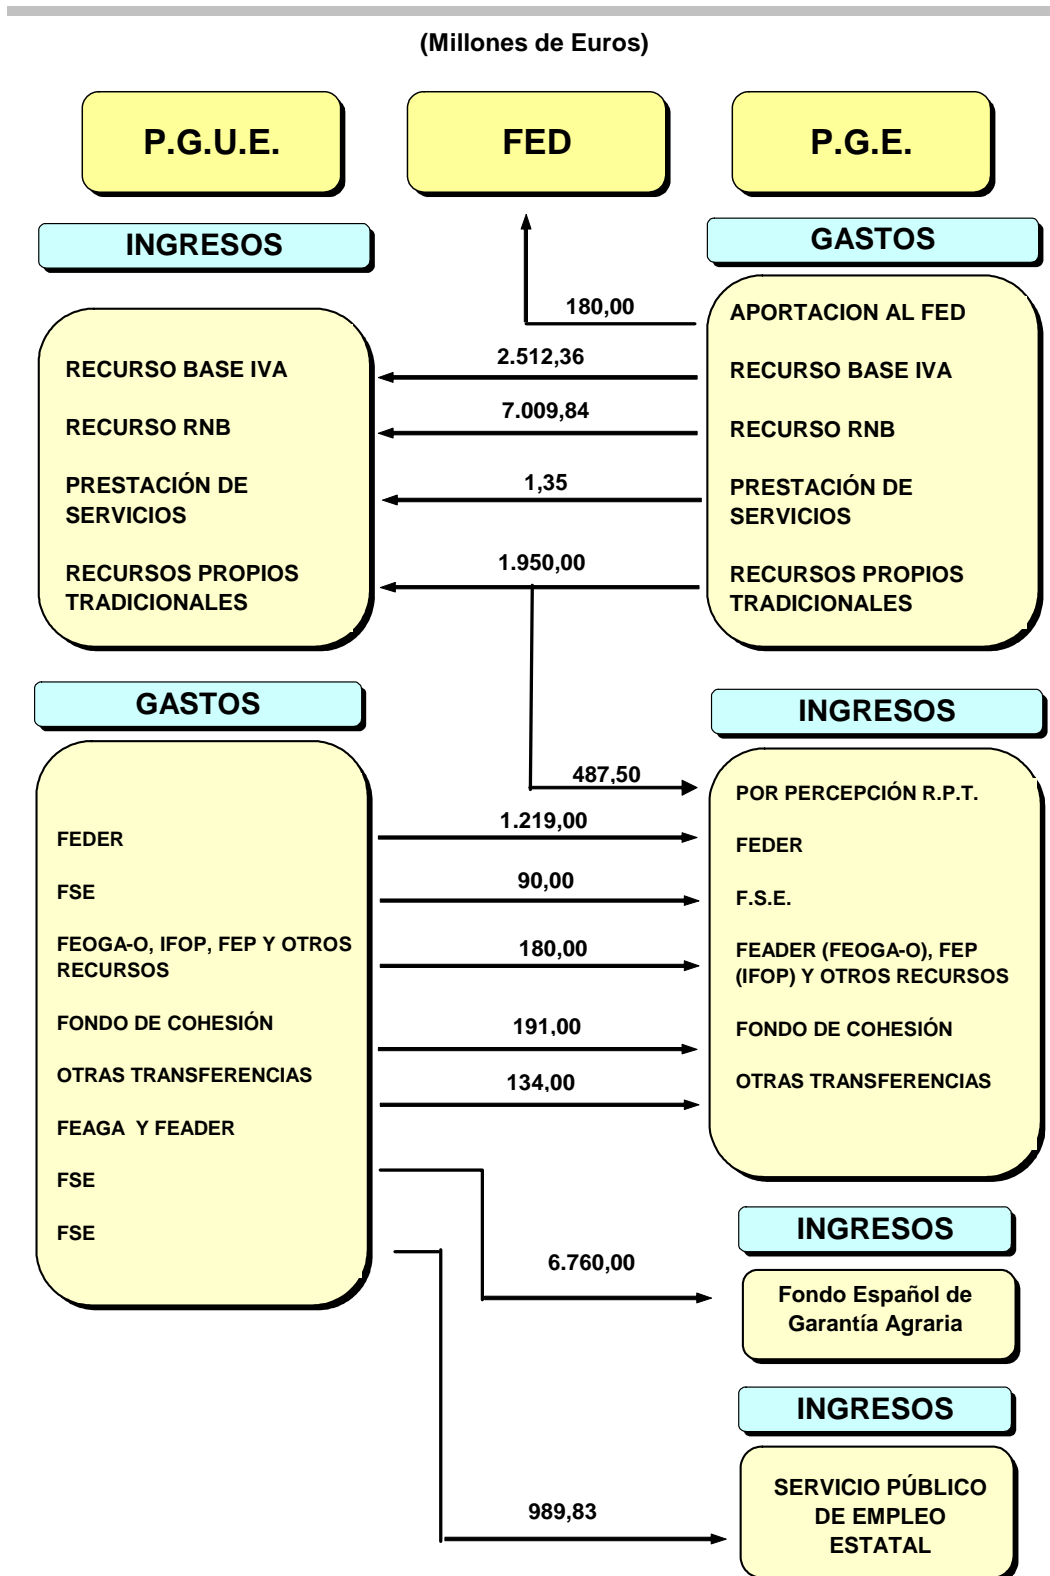 (Millones de Euros)
P.G.U.E.
FED
P.G.E.
INGRESOS
GASTOS
180,00
APORTACION AL FED
RECURSO BASE IVA
2.512,36
RECURSO BASE IVA
RECURSO RNB
7.009,84
RECURSO RNB
PRESTACIÓN DE
SERVICIOS
1,35
PRESTACIÓN DE
SERVICIOS
RECURSOS PROPIOS
TRADICIONALES
1.950,00
RECURSOS PROPIOS
TRADICIONALES
GASTOS
INGRESOS
487,50
POR PERCEPCIÓN R.P.T.
FEDER
1.219,00
FEDER
FSE
90,00
F.S.E.
FEOGA-O, IFOP, FEP Y OTROS
RECURSOS
180,00
FEADER (FEOGA-O), FEP
(IFOP) Y OTROS RECURSOS
FONDO DE COHESIÓN
191,00
FONDO DE COHESIÓN
OTRAS TRANSFERENCIAS
134,00
OTRAS TRANSFERENCIAS
FEAGA Y FEADER
FSE
FSE
INGRESOS
6.760,00
Fondo Español de
Garantía Agraria
INGRESOS
989,83
SERVICIO PÚBLICO
DE EMPLEO
ESTATAL